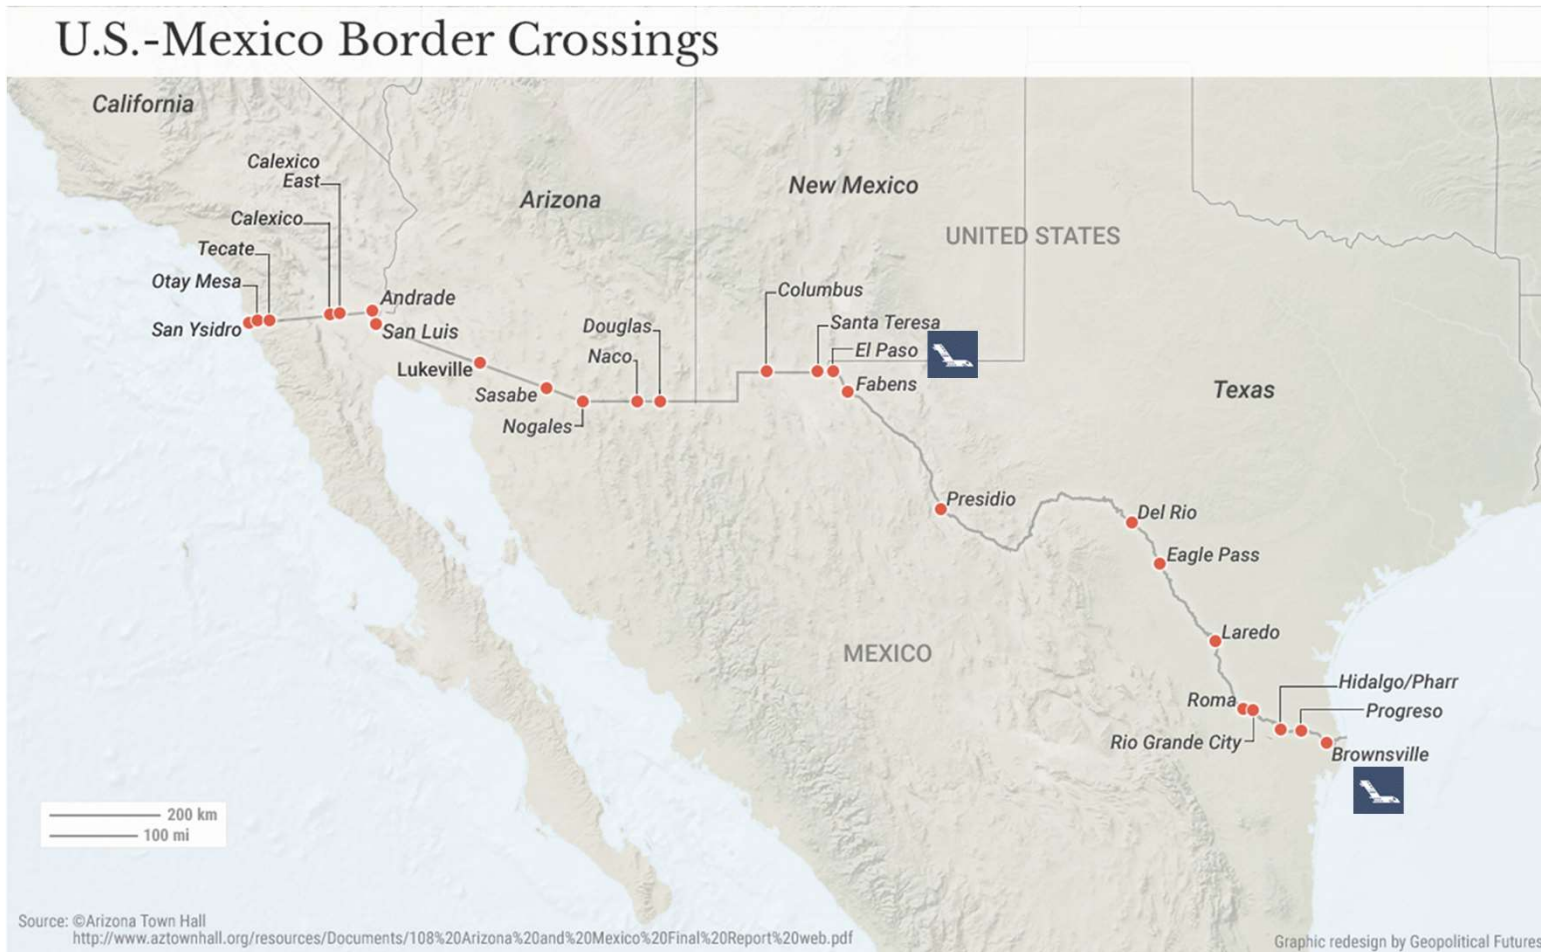 U.S.-Mexico Border Crossings
California
Calexico
East
Calexico
Tecate
Otay Mesa
San Ysidro
Andrade
San Luis
Arizona
New Mexico
UNITED STATES
Columbus
Santa Teresa
El Paso
Fabens
Douglas
Naco
Lukeville
Sasabe
Nogales
Texas
Presidio
Del Rio
Eagle Pass
Laredo
MEXICO
Hidalgo/Pharr
Roma
Progreso
Rio Grande City
Brownsville
200 km
100 mi
Source: ©Arizona Town Hall
http://www.aztownhall.org/resources/Documents/108%20Arizona%20and%20Mexico%20Final%20Report%20web.pdf
Graphic redesign by Geopolitical Futures